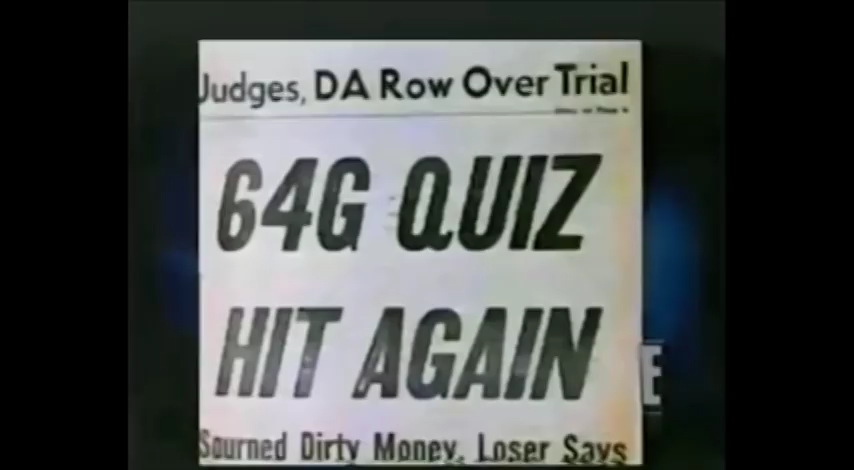 Judges, DA Row Over Trial
64G QUIZ
HIT AGAIN
E
Spurned Dirty Money, Loser Says